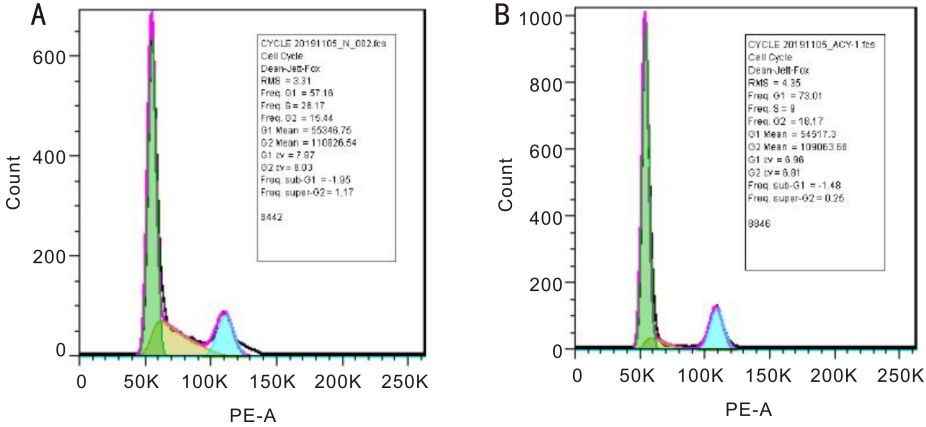 A
Count
600
400
200
0
0 50K 100K 150K 200K 250K
PE-A
CYCLE 20191105_N_002.fcs
Cell Cycle
Dean-Jett-Fox
RMS = 3.31
Freq. G1 = 57.16
Freq. S = 26.17
Freq. G2 = 15.44
G1 Mean = 55346.75
G2 Mean = 110826.54
G1 cv = 7.97
G2 cv = 8.03
Freq. sub-G1 = -1.95
Freq. super-G2 = 1.17
8442
B
Count
1000
800
600
400
200
0
0 50K 100K 150K 200K 250K
PE-A
CYCLE 20191105_ACY-1.fcs
Cell Cycle
Dean-Jett-Fox
RMS = 4.35
Freq. G1 = 73.01
Freq. S = 9
Freq. G2 = 18.17
G1 Mean = 54517.3
G2 Mean = 109063.68
G1 cv = 6.96
G2 cv = 6.81
Freq. sub-G1 = -1.48
Freq. super-G2 = 0.25
8846